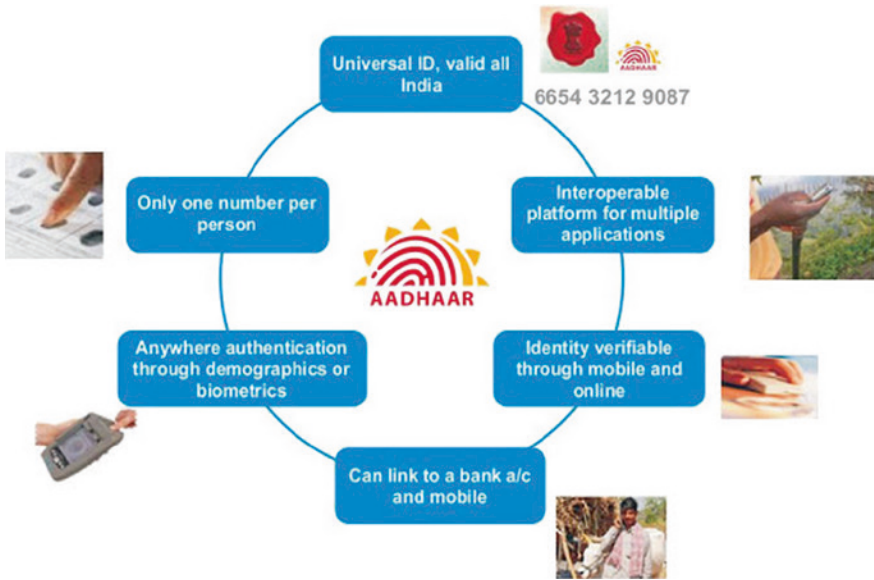 Universal ID, valid all
India
AADHAAR
6654 3212 9087
Only one number per
person
Interoperable
platform for multiple
applications
AADHAAR
Anywhere authentication
through demographics or
biometrics
Identity verifiable
through mobile and
online
Can link to a bank a/c
and mobile